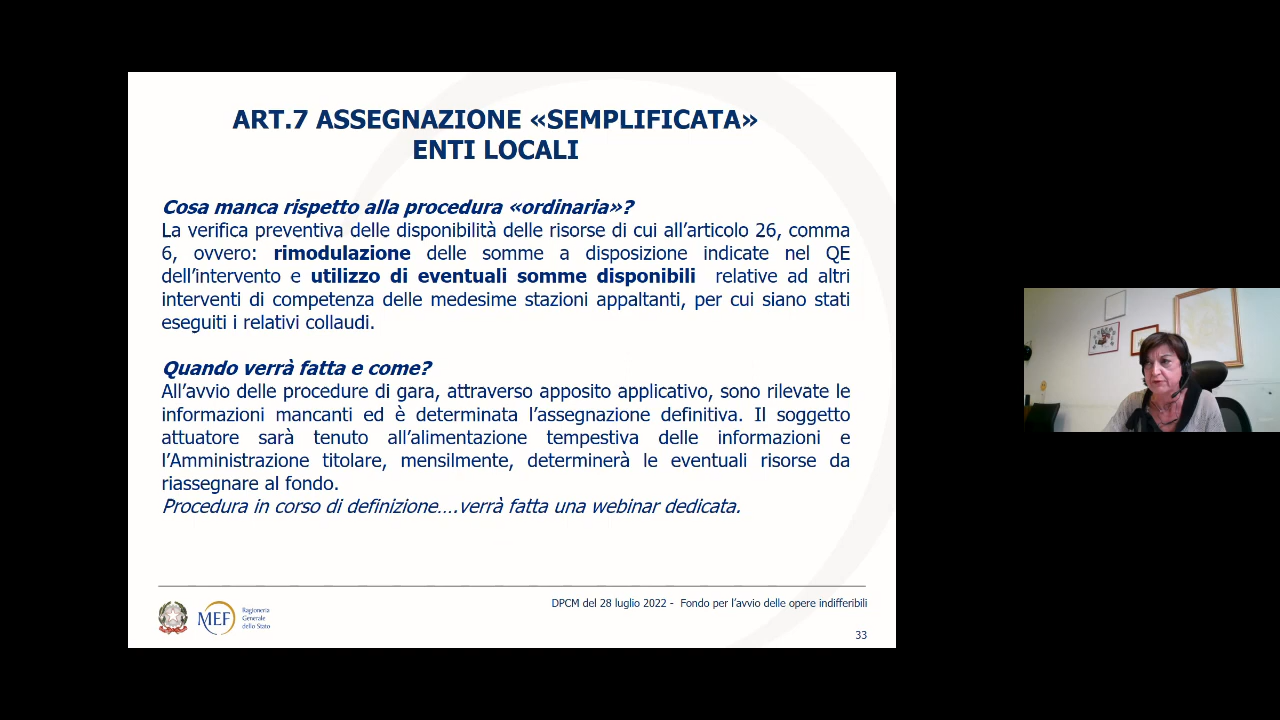 ART.7 ASSEGNAZIONE «SEMPLIFICATA»
ENTI LOCALI
Cosa manca rispetto alla procedura «ordinaria»?
La verifica preventiva delle disponibilità delle risorse di cui all’articolo 26, comma
6, ovvero: rimodulazione delle somme a disposizione indicate nel QE
dell’intervento e utilizzo di eventuali somme disponibili relative ad altri
interventi di competenza delle medesime stazioni appaltanti, per cui siano stati
eseguiti i relativi collaudi.
Quando verrà fatta e come?
All’avvio delle procedure di gara, attraverso apposito applicativo, sono rilevate le
informazioni mancanti ed è determinata l’assegnazione definitiva. Il soggetto
attuatore sarà tenuto all’alimentazione tempestiva delle informazioni e
l’Amministrazione titolare, mensilmente, determinerà le eventuali risorse da
riassegnare al fondo.
Procedura in corso di definizione….verrà fatta una webinar dedicata.
DPCM del 28 luglio 2022 - Fondo per l’avvio delle opere indifferibili
MEF
Ragioneria
Generale
dello Stato
33